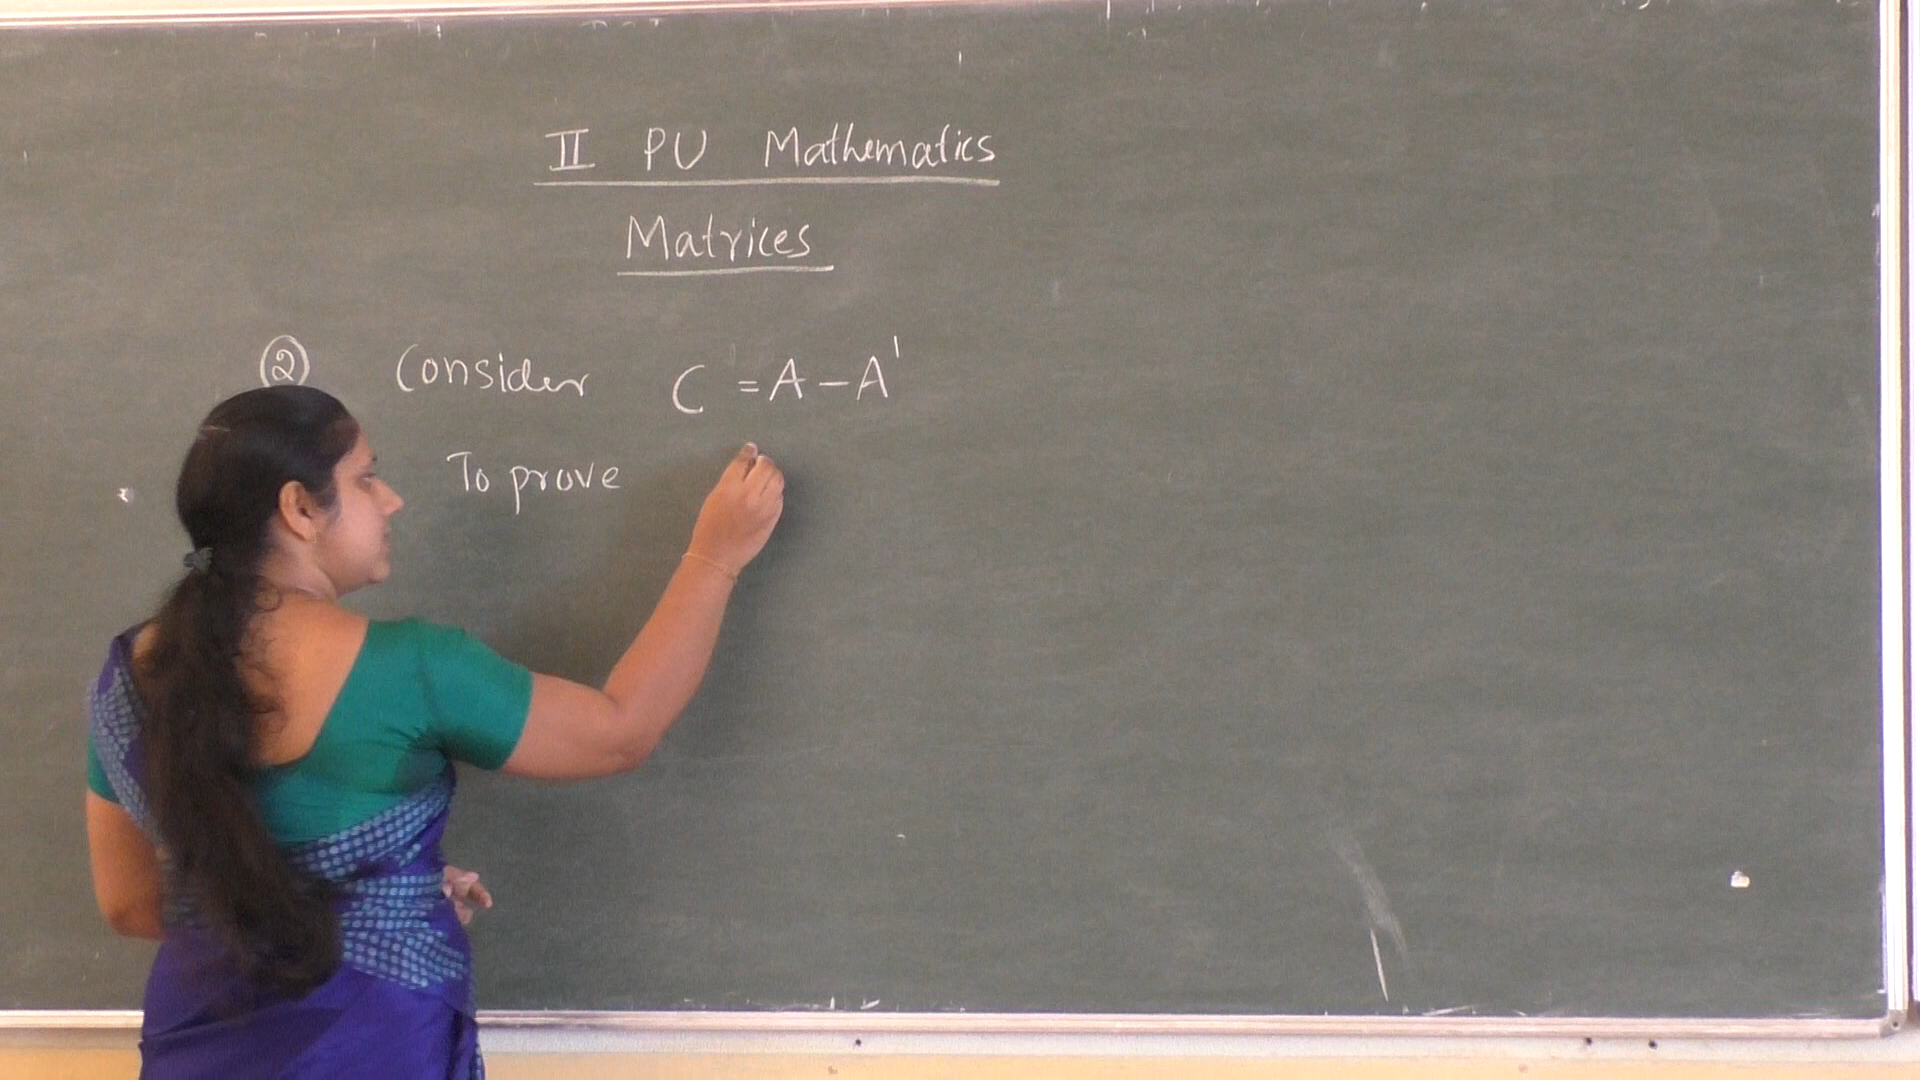 II PU Mathematics
Matrices
② Consider C = A - A'
To prove